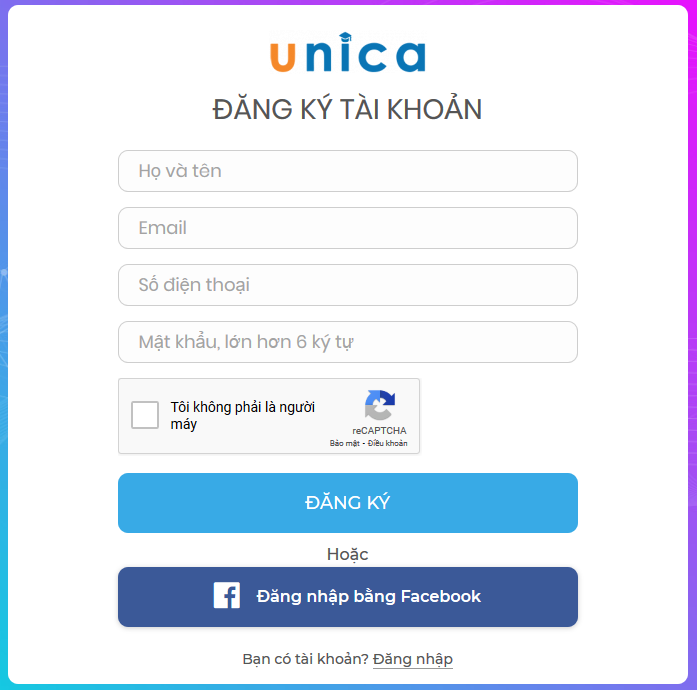 unica
ĐĂNG KÝ TÀI KHOẢN
Họ và tên
Email
Số điện thoại
Mật khẩu, lớn hơn 6 ký tự
Tôi không phải là người
máy
reCAPTCHA
Bảo mật - Điều khoản
ĐĂNG KÝ
Hoặc
Đăng nhập bằng Facebook
Bạn có tài khoản? Đăng nhập